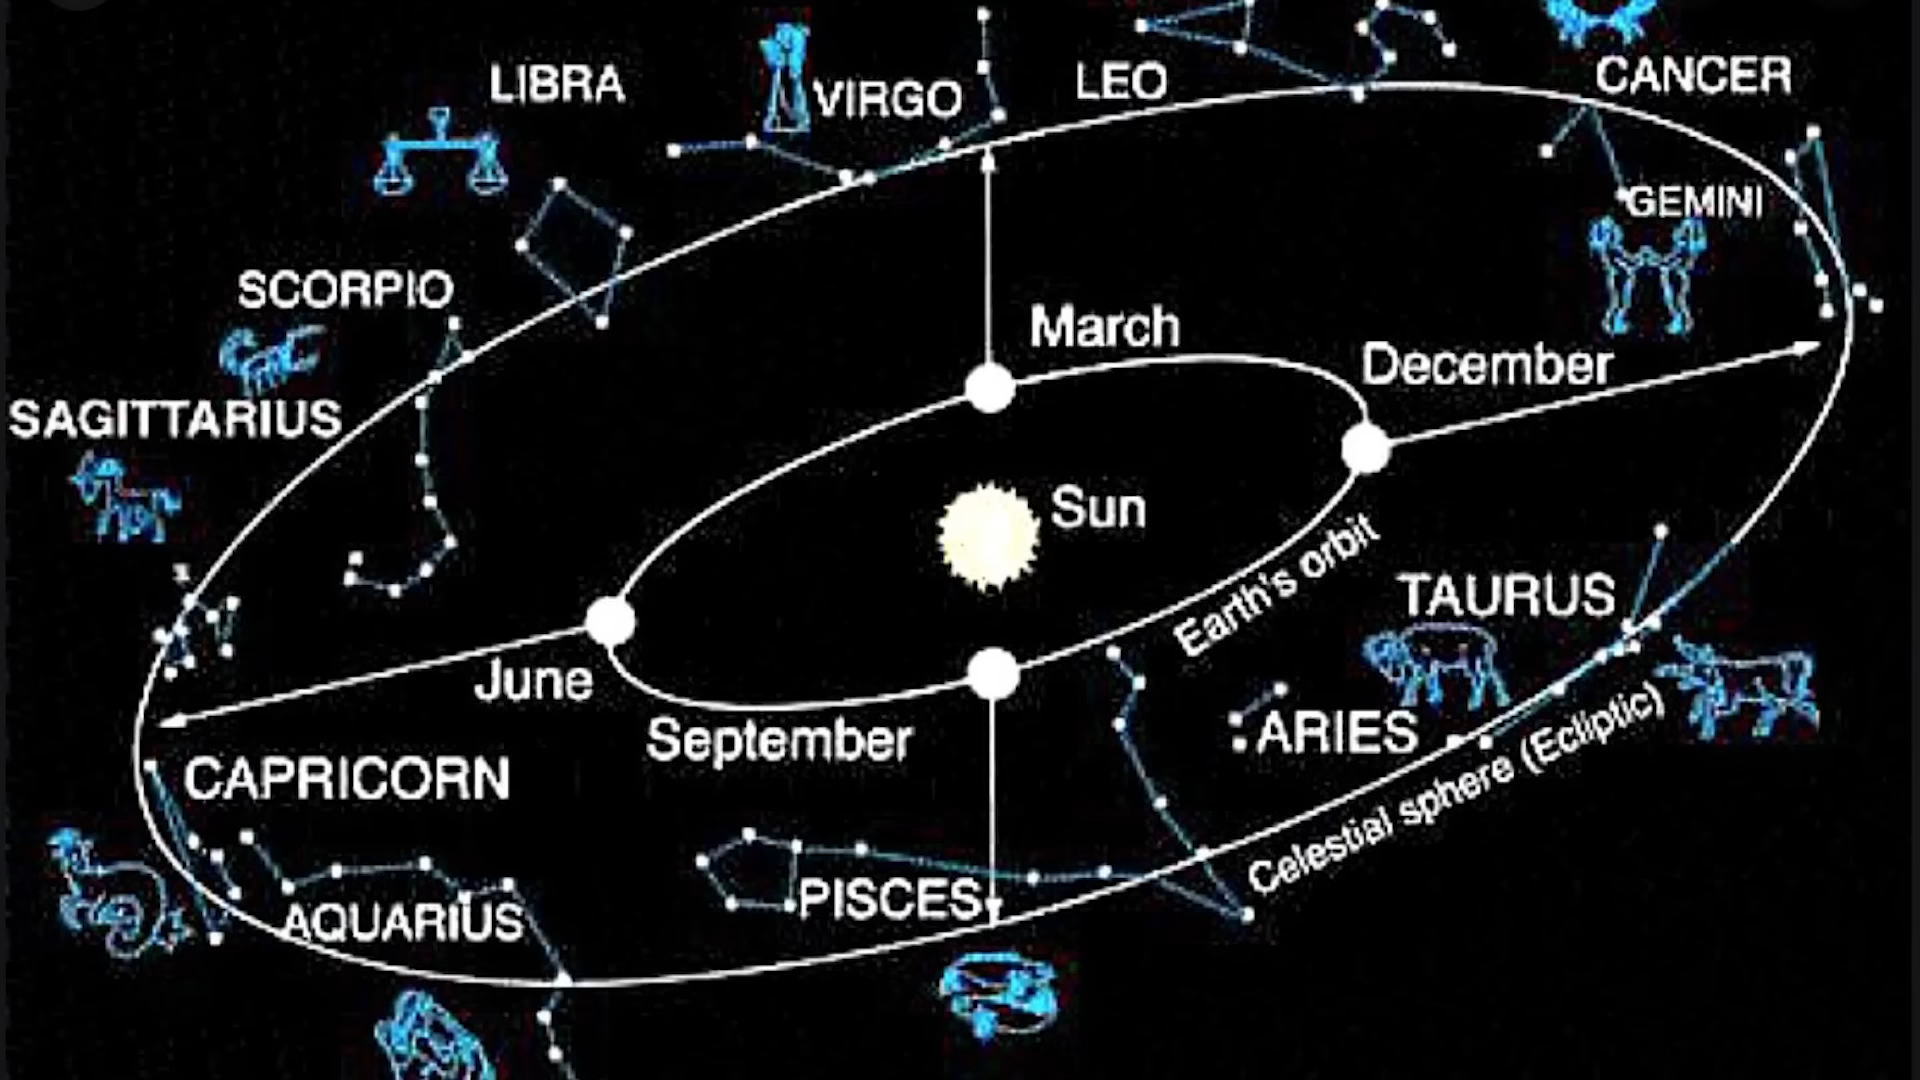 LIBRA
VIRGO
LEO
CANCER
GEMINI
SCORPIO
March
December
SAGITTARIUS
Sun
Earth's orbit
TAURUS
June
September
ARIES
Celestial sphere (Ecliptic)
CAPRICORN
PISCES
AQUARIUS